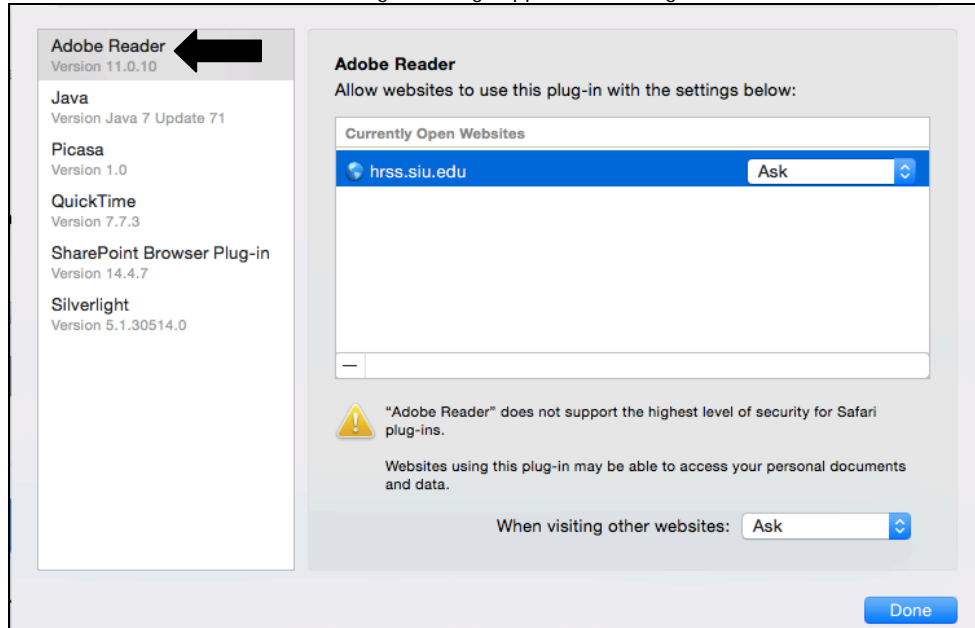 Adobe Reader
Version 11.0.10
Java
Version Java 7 Update 71
Picasa
Version 1.0
QuickTime
Version 7.7.3
SharePoint Browser Plug-in
Version 14.4.7
Silverlight
Version 5.1.30514.0
Adobe Reader
Allow websites to use this plug-in with the settings below:
Currently Open Websites
hrss.siu.edu Ask
“Adobe Reader” does not support the highest level of security for Safari
plug-ins.
Websites using this plug-in may be able to access your personal documents
and data.
When visiting other websites: Ask
Done